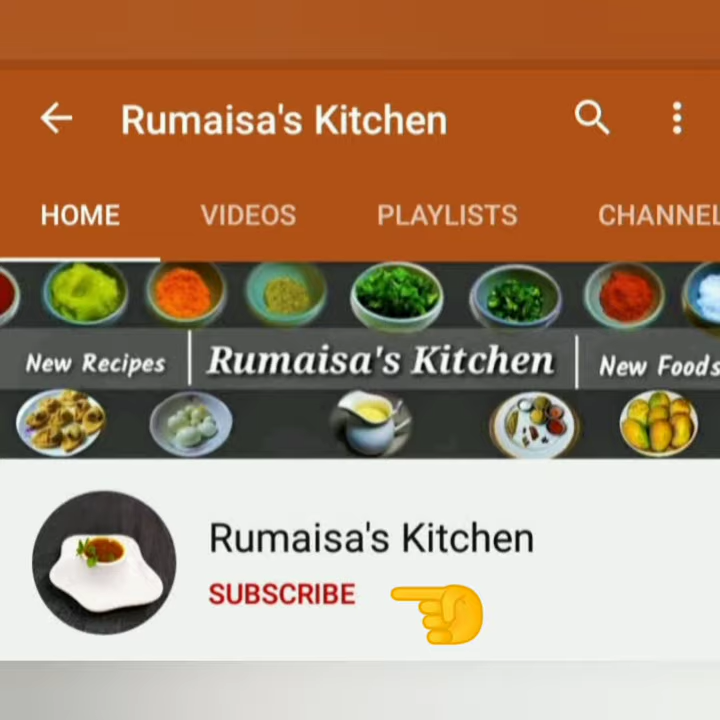 Rumaisa's Kitchen
HOME VIDEOS PLAYLISTS CHANNEL
New Recipes Rumaisa's Kitchen New Foods
Rumaisa's Kitchen
SUBSCRIBE